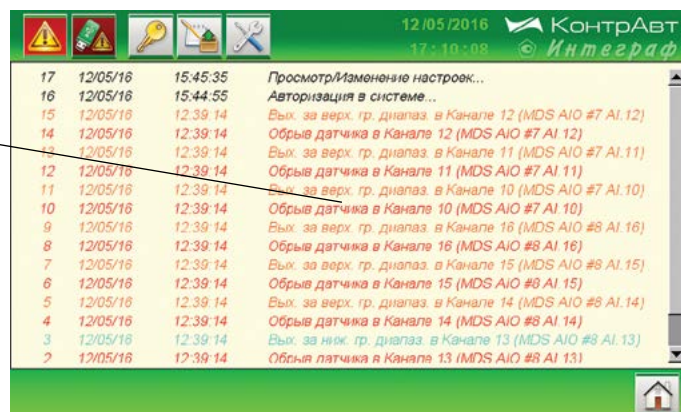 12/05/2016 КонтрАвт
17:10:08 © Интеграф
17 12/05/16 15:45:35 Просмотр/Изменение настроек...
16 12/05/16 15:44:55 Авторизация в системе...
15 12/05/16 12:39:14 Вых. за верх. гр. диапаз. в Канале 12 (MDS AIO #7 AI.12)
14 12/05/16 12:39:14 Обрыв датчика в Канале 12 (MDS AIO #7 AI.12)
13 12/05/16 12:39:14 Вых. за верх. гр. диапаз. в Канале 11 (MDS AIO #7 AI.11)
12 12/05/16 12:39:14 Обрыв датчика в Канале 11 (MDS AIO #7 AI.11)
11 12/05/16 12:39:14 Вых. за верх. гр. диапаз. в Канале 10 (MDS AIO #7 AI.10)
10 12/05/16 12:39:14 Обрыв датчика в Канале 10 (MDS AIO #7 AI.10)
9 12/05/16 12:39:14 Вых. за верх. гр. диапаз. в Канале 16 (MDS AIO #8 AI.16)
8 12/05/16 12:39:14 Обрыв датчика в Канале 16 (MDS AIO #8 AI.16)
7 12/05/16 12:39:14 Вых. за верх. гр. диапаз. в Канале 15 (MDS AIO #8 AI.15)
6 12/05/16 12:39:14 Обрыв датчика в Канале 15 (MDS AIO #8 AI.15)
5 12/05/16 12:39:14 Вых. за верх. гр. диапаз. в Канале 14 (MDS AIO #8 AI.14)
4 12/05/16 12:39:14 Обрыв датчика в Канале 14 (MDS AIO #8 AI.14)
3 12/05/16 12:39:14 Вых. за ниж. гр. диапаз. в Канале 13 (MDS AIO #8 AI.13)
2 12/05/16 12:39:14 Обрыв датчика в Канале 13 (MDS AIO #8 AI.13)